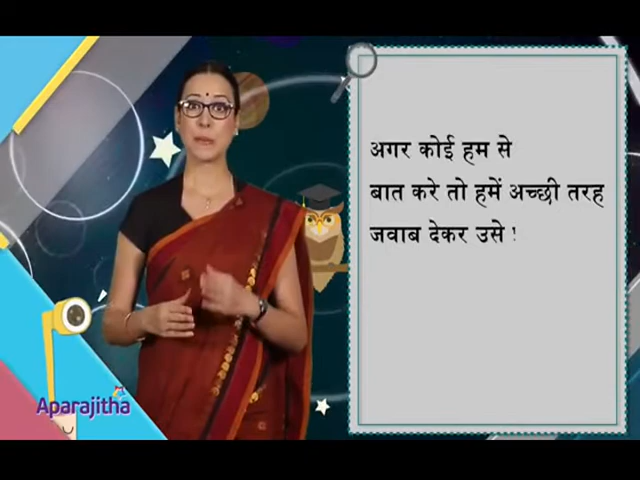 अगर कोई हम से
बात करे तो हमें अच्छी तरह
जवाब देकर उसे
Aparajitha